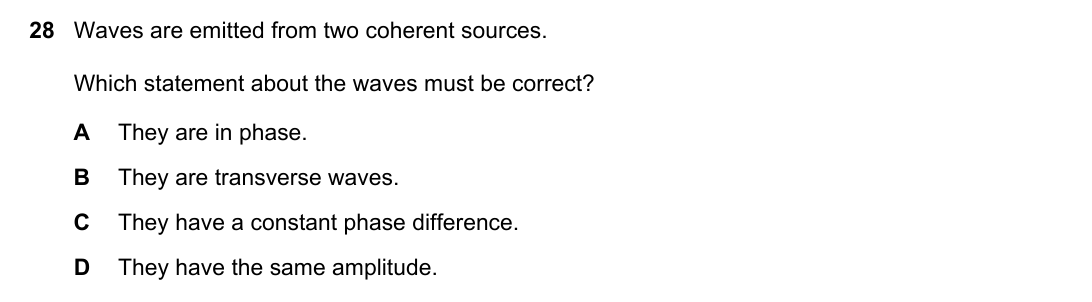 28 Waves are emitted from two coherent sources.
Which statement about the waves must be correct?
A They are in phase.
B They are transverse waves.
C They have a constant phase difference.
D They have the same amplitude.